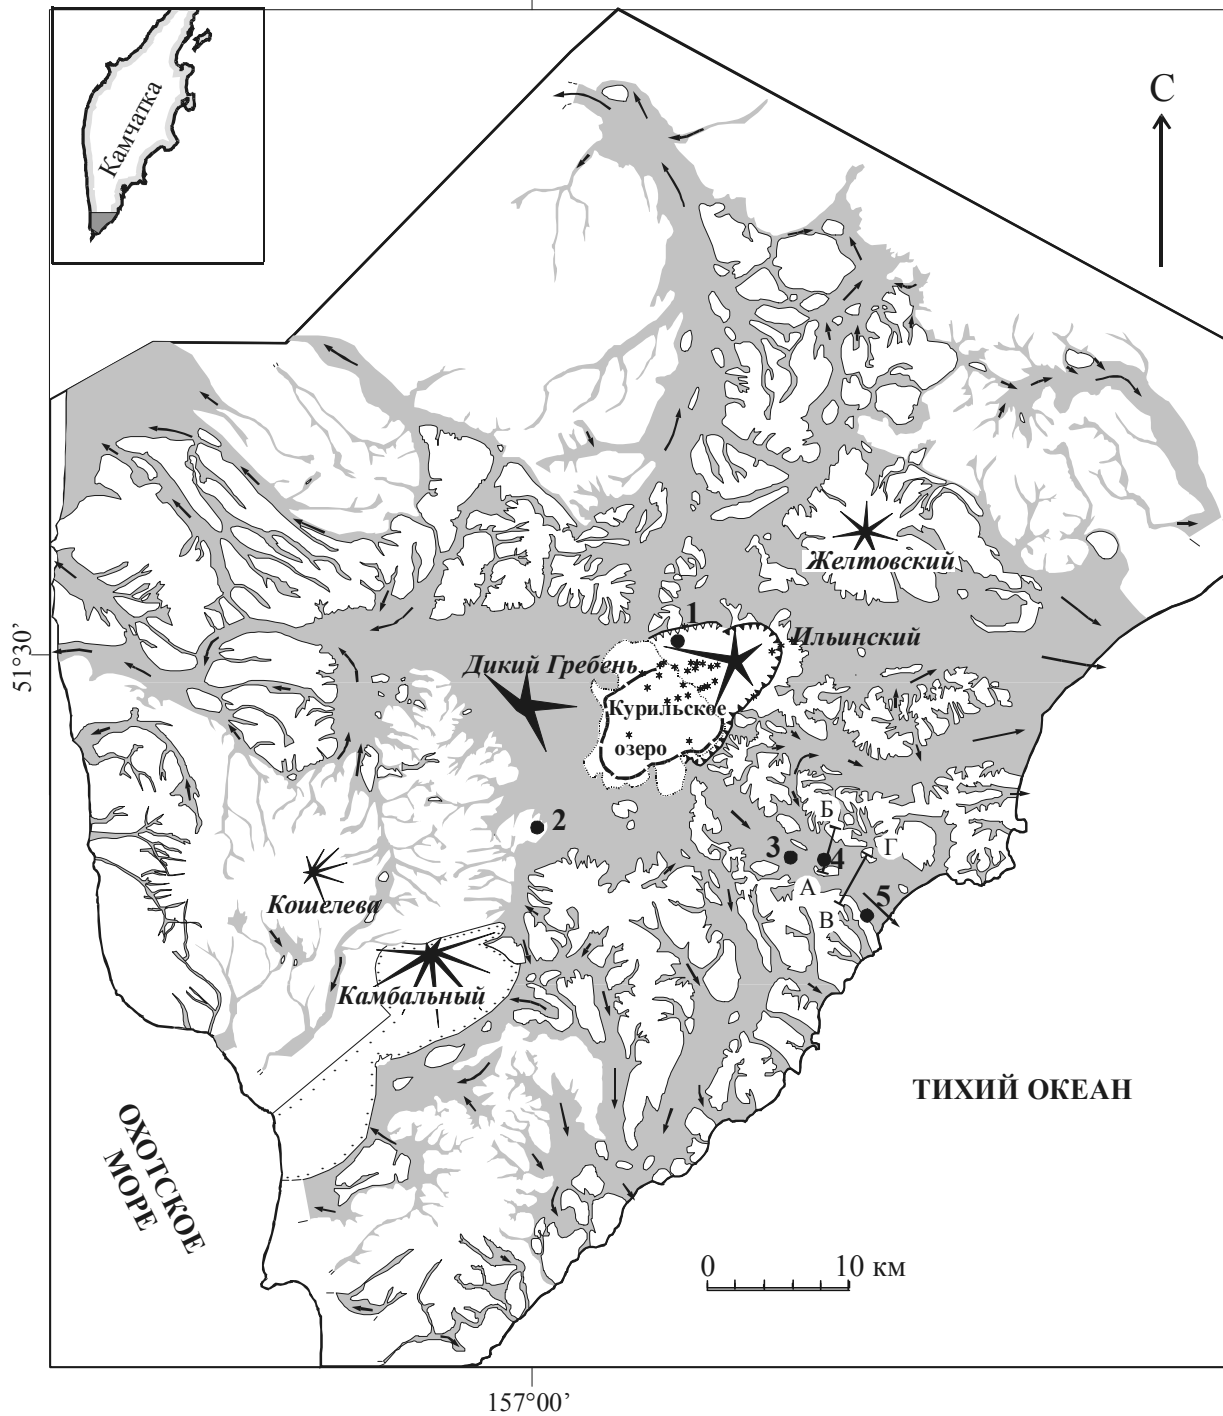 Камчатка
С
Желтовский
1
Ильинский
Дикий Гребень
51°30’
Курильское
озеро
Б
2
3
4
Г
А
5
В
Кошелева
Камбальный
ТИХИЙ ОКЕАН
ОХОТСКОЕ
МОРЕ
0
10 км
157°00’